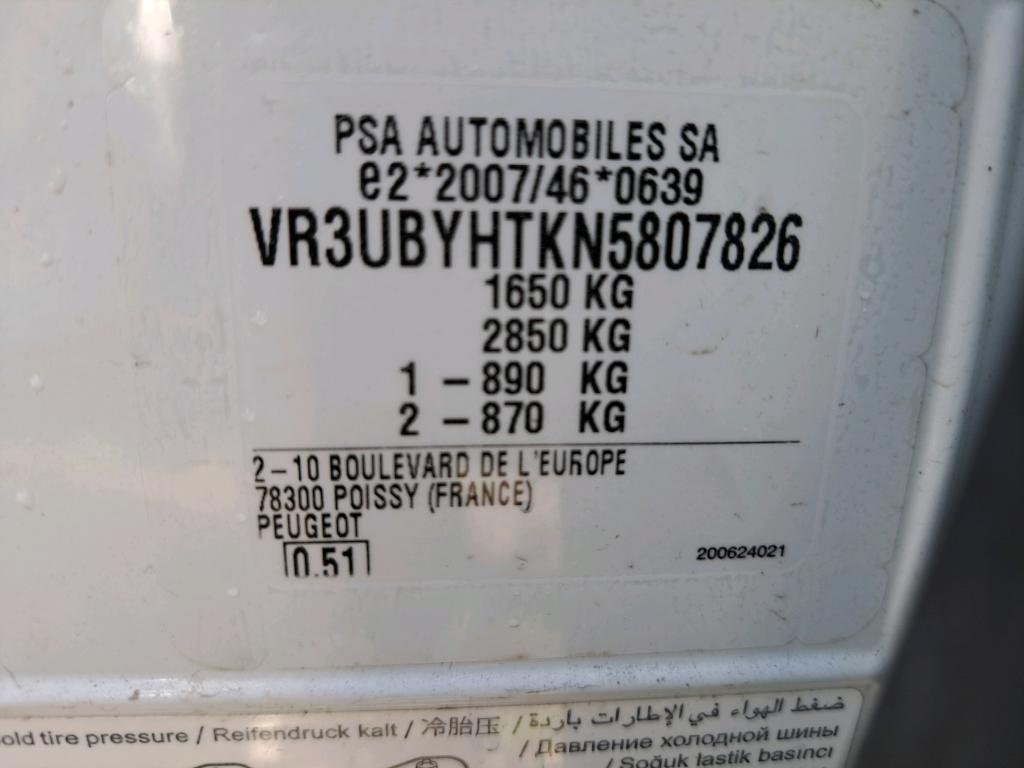 PSA AUTOMOBILES SA
e2*2007/46*0639
VR3UBYHTKN5807826
1650 KG
2850 KG
1 – 890 KG
2 – 870 KG
2 – 10 BOULEVARD DE L'EUROPE
78300 POISSY (FRANCE)
PEUGEOT
0.51
200624021
ضغط الهواء في الإطارات باردة /
old tire pressure / Reifendruck kalt / 冷胎压 /
/ Давление холодной шины
/ Soğuk lastik basıncı